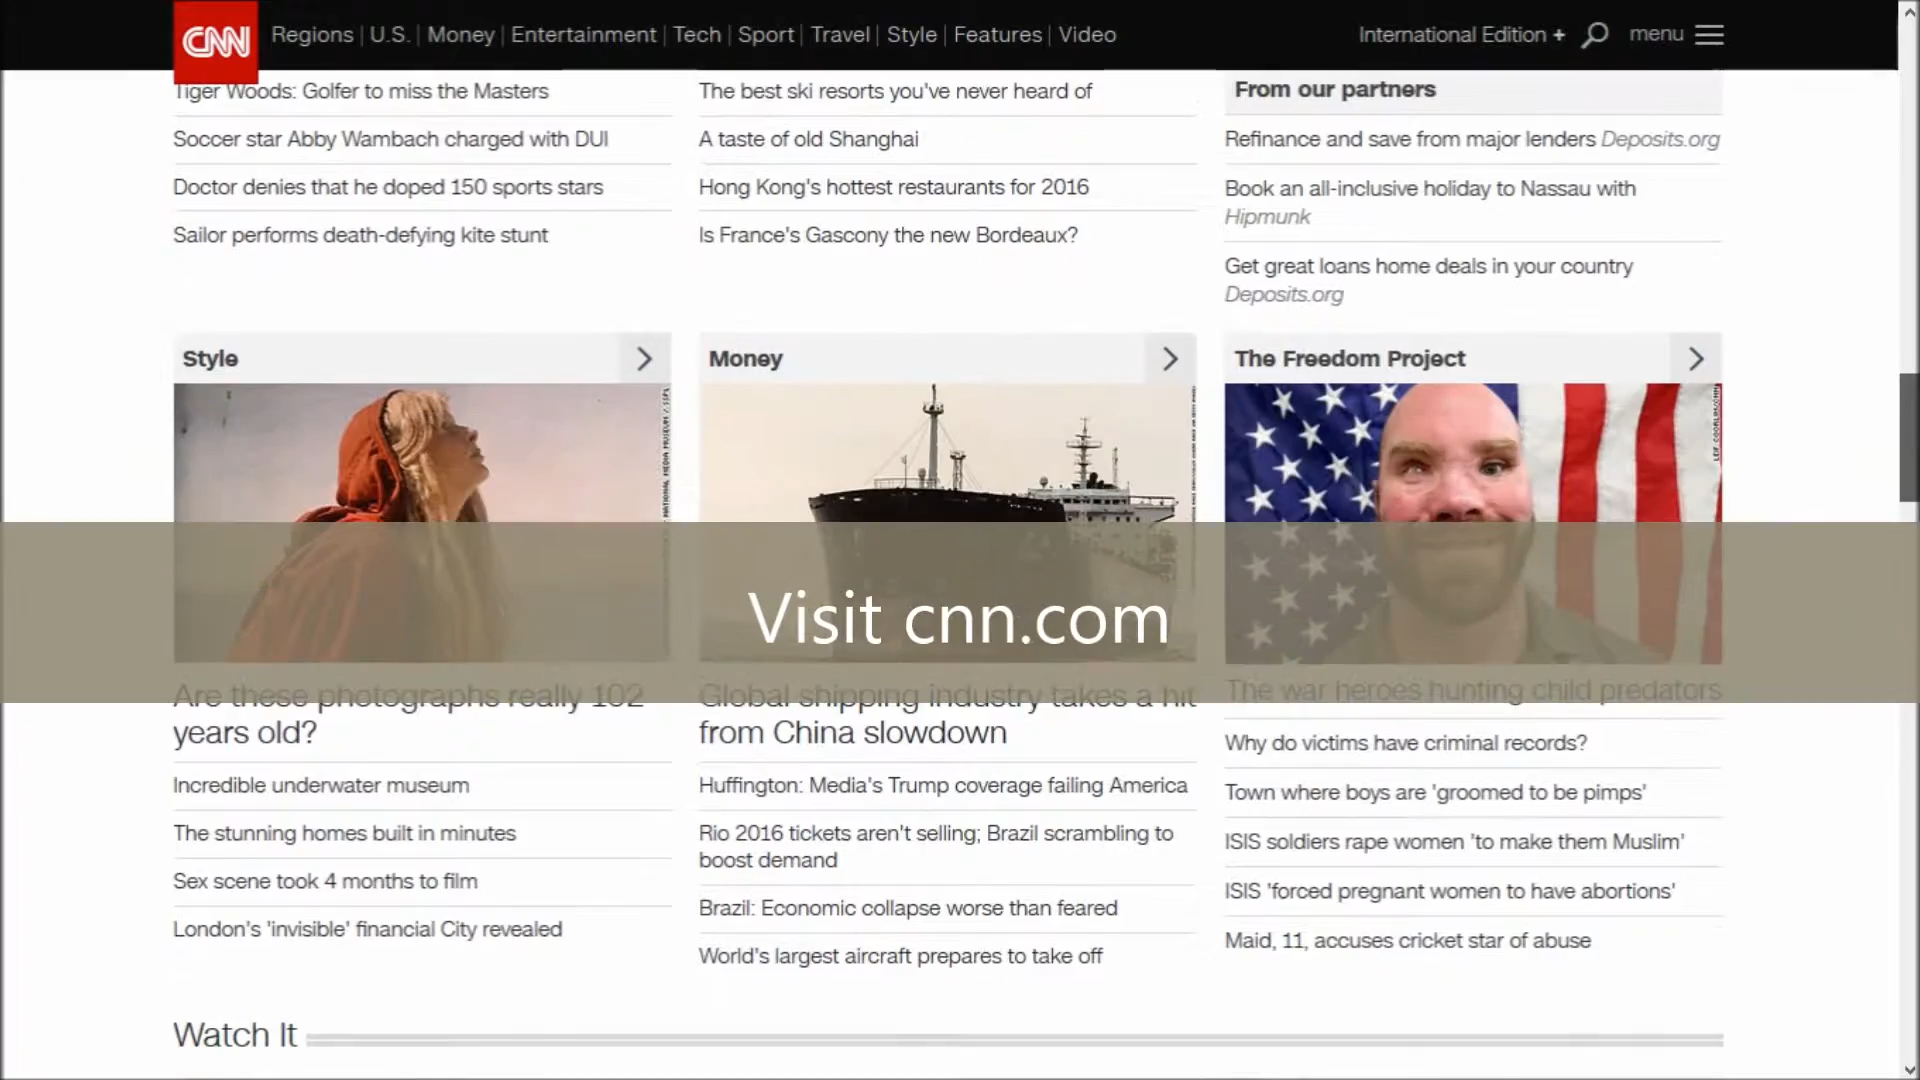 CNN Regions U.S. Money Entertainment Tech Sport Travel Style Features Video International Edition + menu
Tiger Woods: Golfer to miss the Masters
Soccer star Abby Wambach charged with DUI
Doctor denies that he doped 150 sports stars
Sailor performs death-defying kite stunt
The best ski resorts you've never heard of
A taste of old Shanghai
Hong Kong's hottest restaurants for 2016
Is France's Gascony the new Bordeaux?
From our partners
Refinance and save from major lenders Deposits.org
Book an all-inclusive holiday to Nassau with
Hipmunk
Get great loans home deals in your country
Deposits.org
Style
Are these photographs really 102
years old?
Incredible underwater museum
The stunning homes built in minutes
Sex scene took 4 months to film
London's 'invisible' financial City revealed
Money
Global shipping industry takes a hit
from China slowdown
Huffington: Media's Trump coverage failing America
Rio 2016 tickets aren't selling; Brazil scrambling to
boost demand
Brazil: Economic collapse worse than feared
World's largest aircraft prepares to take off
The Freedom Project
The war heroes hunting child predators
Why do victims have criminal records?
Town where boys are 'groomed to be pimps'
ISIS soldiers rape women 'to make them Muslim'
ISIS 'forced pregnant women to have abortions'
Maid, 11, accuses cricket star of abuse
Visit cnn.com
Watch It